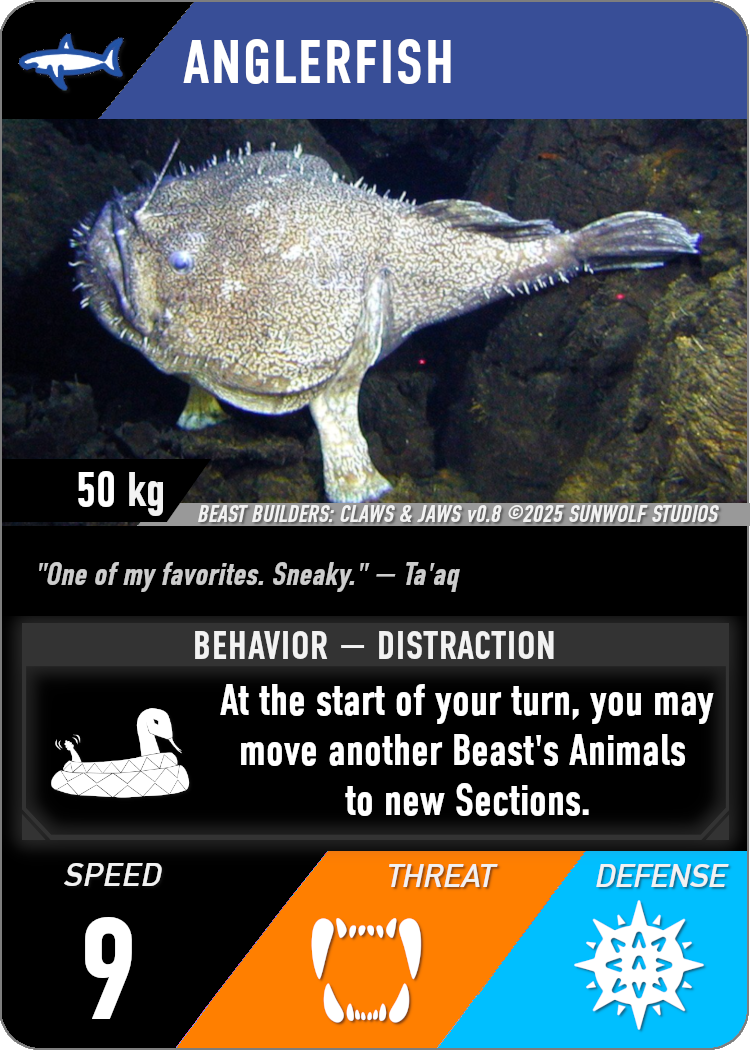 ANGLERFISH
50 kg
BEAST BUILDERS: CLAWS & JAWS v0.8 ©2025 SUNWOLF STUDIOS
"One of my favorites. Sneaky." — Ta'aq
BEHAVIOR — DISTRACTION
At the start of your turn, you may
move another Beast's Animals
to new Sections.
SPEED THREAT DEFENSE
9